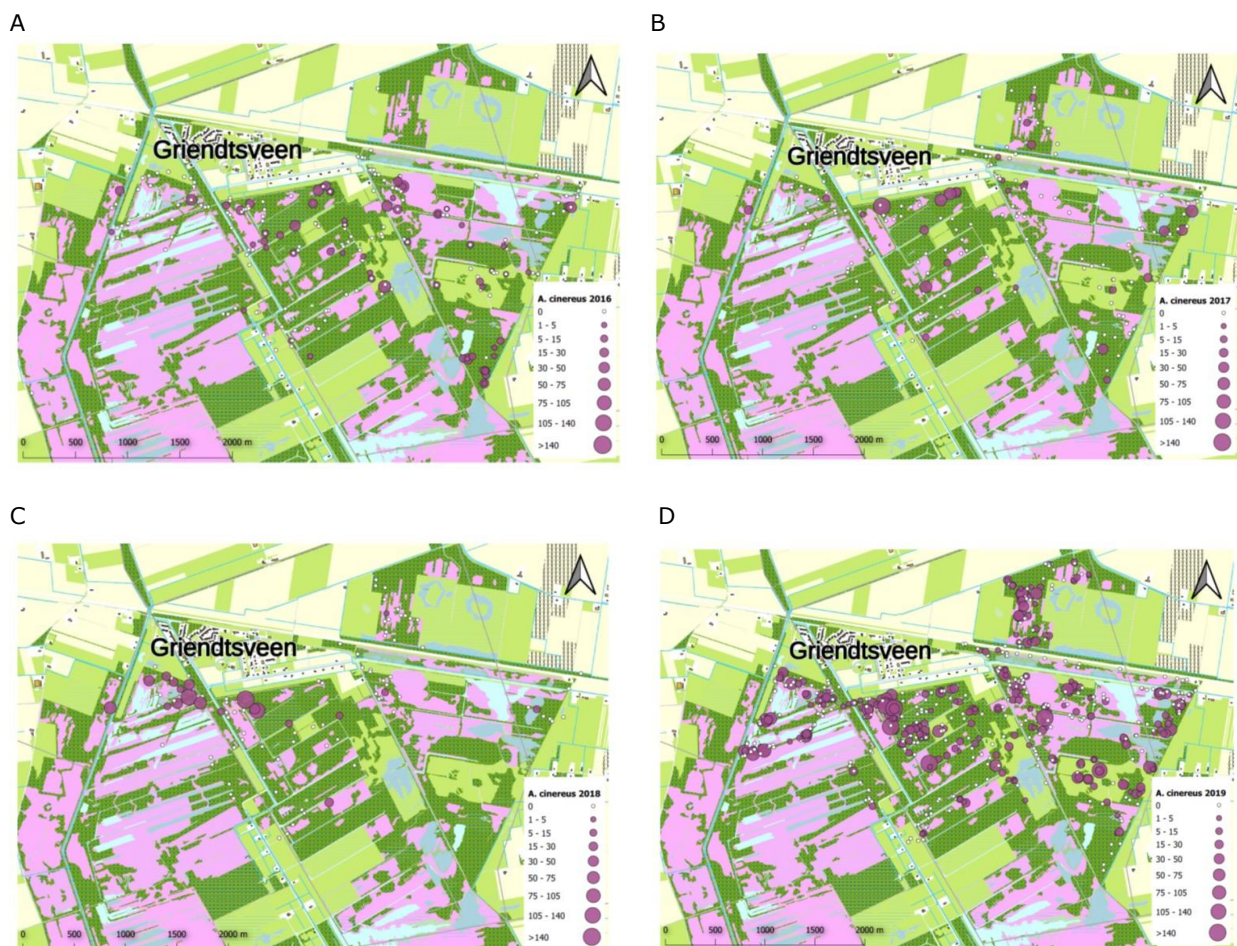 A
B
Griendtsveen
A. cinereus 2016
0
1 - 5
5 - 15
15 - 30
30 - 50
50 - 75
75 - 105
105 - 140
>140
0 500 1000 1500 2000 m
Griendtsveen
A. cinereus 2017
0
1 - 5
5 - 15
15 - 30
30 - 50
50 - 75
75 - 105
105 - 140
>140
0 500 1000 1500 2000 m
C
D
Griendtsveen
A. cinereus 2018
0
1 - 5
5 - 15
15 - 30
30 - 50
50 - 75
75 - 105
105 - 140
>140
0 500 1000 1500 2000 m
Griendtsveen
A. cinereus 2019
0
1 - 5
5 - 15
15 - 30
30 - 50
50 - 75
75 - 105
105 - 140
>140
0 500 1000 1500 2000 m